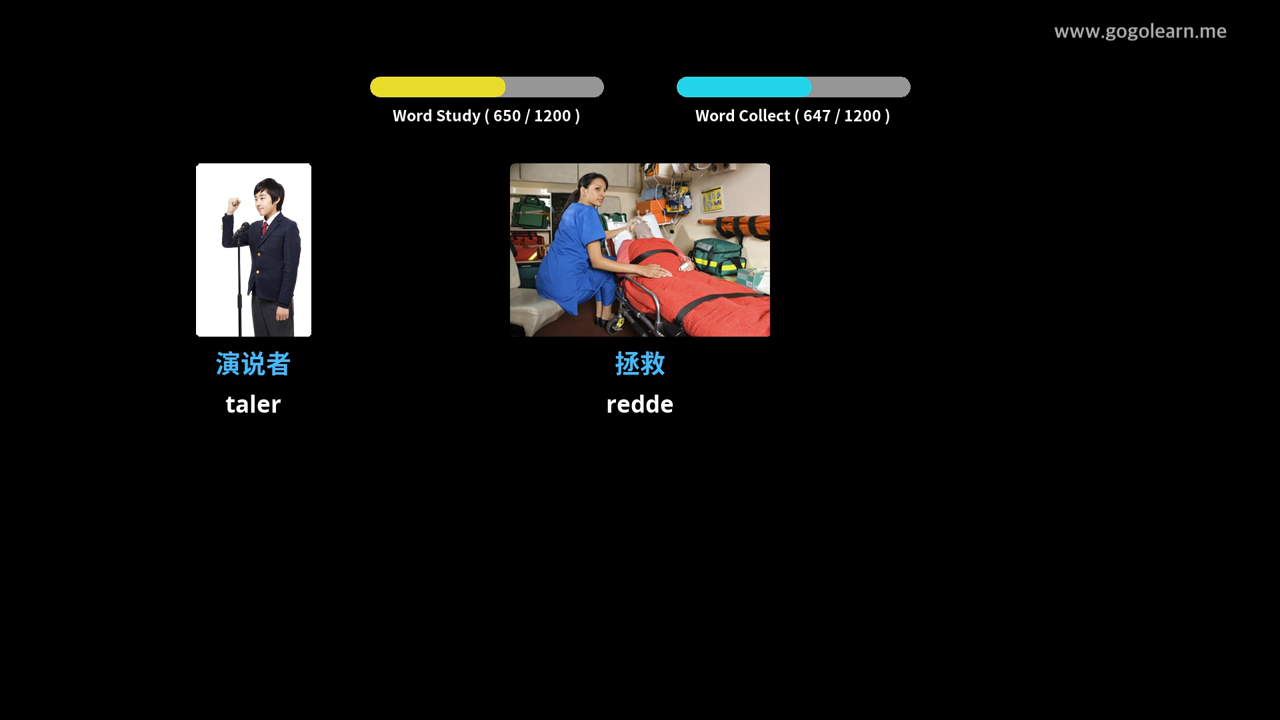 www.gogolearn.me
Word Study ( 650 / 1200 )
Word Collect ( 647 / 1200 )
演说者
taler
拯救
redde